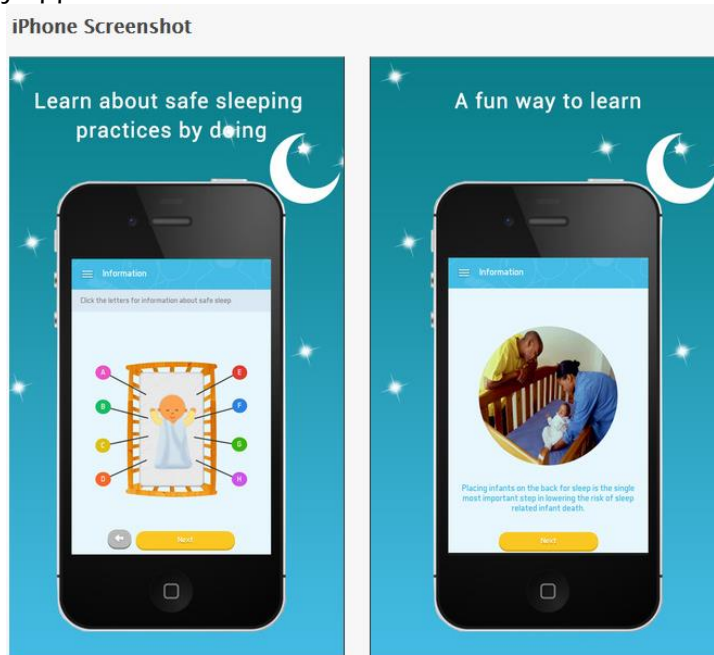 iPhone Screenshot
Learn about safe sleeping
practices by doing
Information
Click the letters for information about safe sleep
A
B
C
D
E
F
G
H
Next
A fun way to learn
Information
Placing infants on the back for sleep is the single
most important step in lowering the risk of sleep
related infant death.
Next